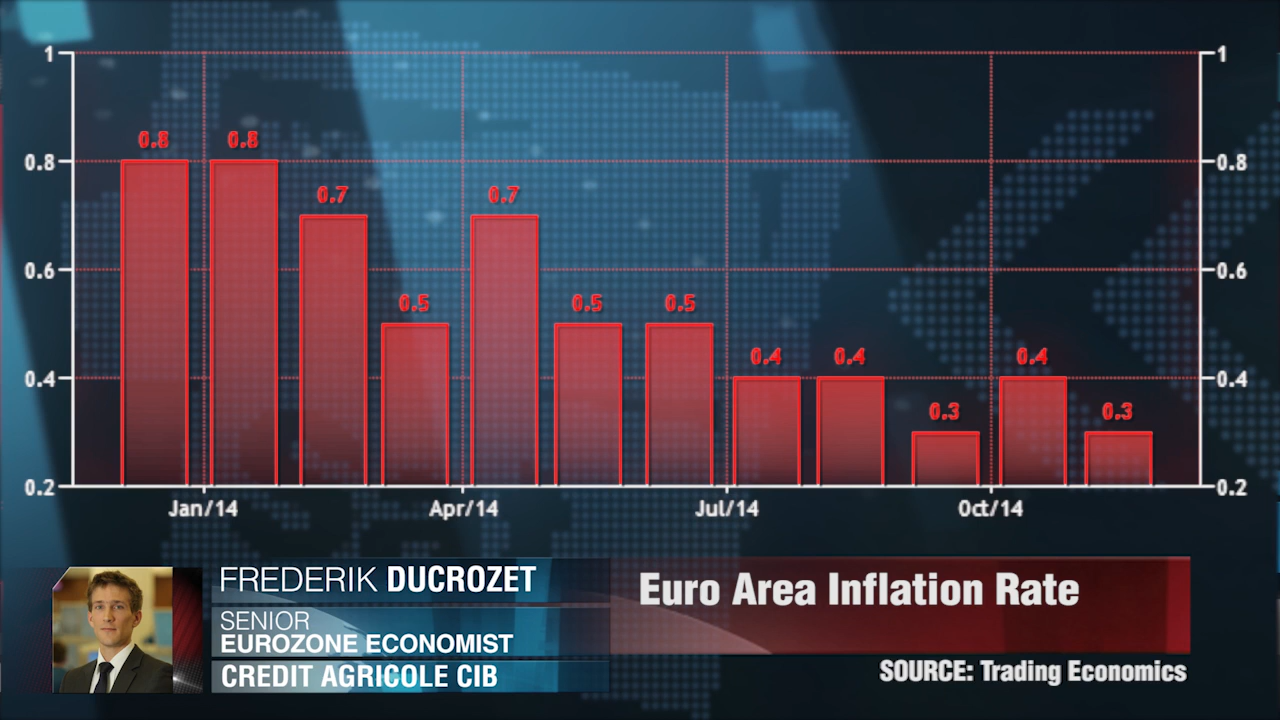 1 1
0.8 0.8
0.8 0.8
0.7 0.7
0.6 0.6
0.5 0.5 0.5
0.4 0.4 0.4 0.4 0.4
0.3 0.3
0.2 0.2
Jan/14 Apr/14 Jul/14 Oct/14
FREDERIK DUCROZET
SENIOR
EUROZONE ECONOMIST
CREDIT AGRICOLE CIB
Euro Area Inflation Rate
SOURCE: Trading Economics